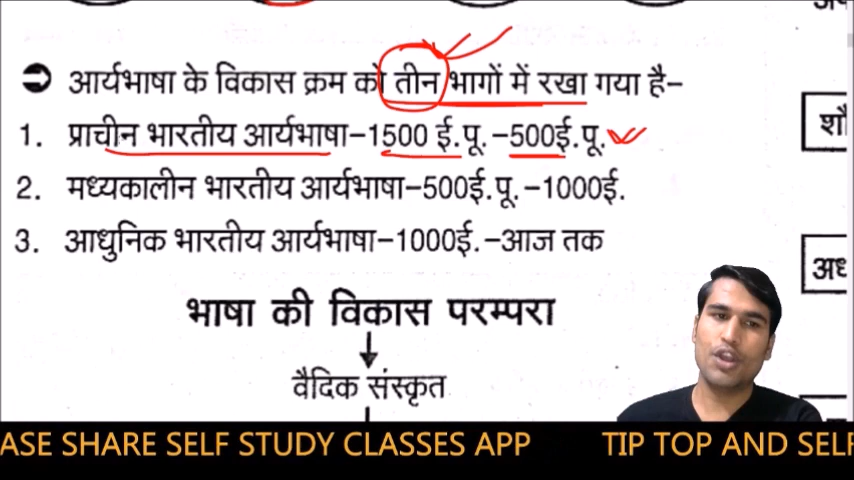 ➲ आर्यभाषा के विकास क्रम को तीन भागों में रखा गया है–
1. प्राचीन भारतीय आर्यभाषा–1500 ई.पू. –500ई.पू.
2. मध्यकालीन भारतीय आर्यभाषा–500ई.पू. –1000ई.
3. आधुनिक भारतीय आर्यभाषा–1000ई.–आज तक
भाषा की विकास परम्परा
वैदिक संस्कृत
ASE SHARE SELF STUDY CLASSES APP TIP TOP AND SELF